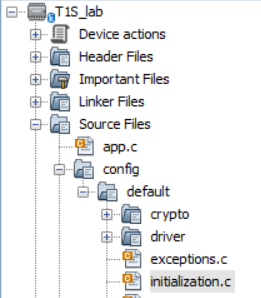 T1S_lab
Device actions
Header Files
Important Files
Linker Files
Source Files
app.c
config
default
crypto
driver
exceptions.c
initialization.c